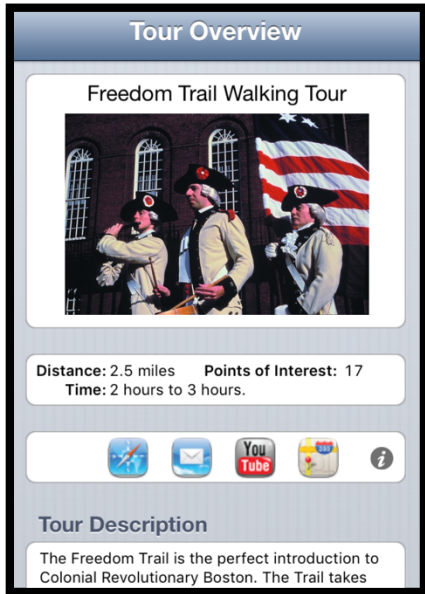 Tour Overview
Freedom Trail Walking Tour
Distance: 2.5 miles Points of Interest: 17
Time: 2 hours to 3 hours.
You
Tube
280
i
Tour Description
The Freedom Trail is the perfect introduction to
Colonial Revolutionary Boston. The Trail takes